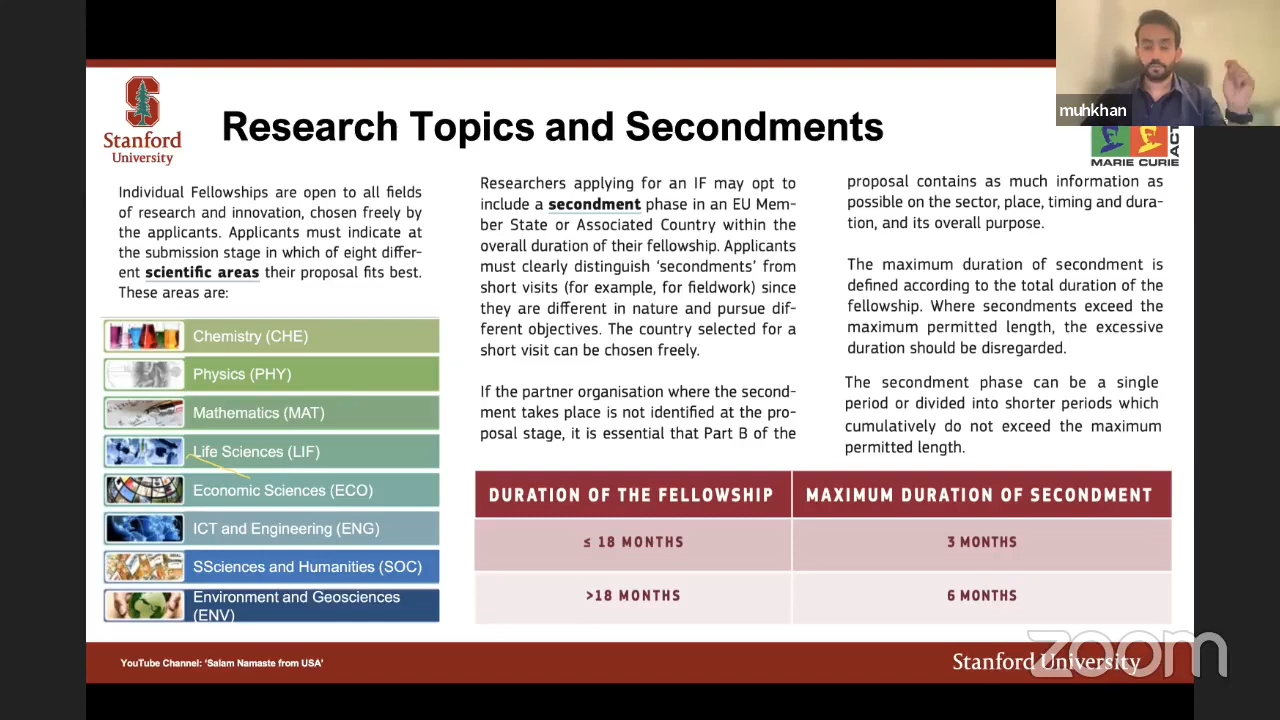 muhkhan
Stanford
University
Research Topics and Secondments
MARIE CURIE
ACT
Individual Fellowships are open to all fields
of research and innovation, chosen freely by
the applicants. Applicants must indicate at
the submission stage in which of eight differ-
ent scientific areas their proposal fits best.
These areas are:
Chemistry (CHE)
Physics (PHY)
Mathematics (MAT)
Life Sciences (LIF)
Economic Sciences (ECO)
ICT and Engineering (ENG)
SSciences and Humanities (SOC)
Environment and Geosciences
(ENV)
Researchers applying for an IF may opt to
include a secondment phase in an EU Mem-
ber State or Associated Country within the
overall duration of their fellowship. Applicants
must clearly distinguish ‘secondments’ from
short visits (for example, for fieldwork) since
they are different in nature and pursue dif-
ferent objectives. The country selected for a
short visit can be chosen freely.
If the partner organisation where the second-
ment takes place is not identified at the pro-
posal stage, it is essential that Part B of the
proposal contains as much information as
possible on the sector, place, timing and dura-
tion, and its overall purpose.
The maximum duration of secondment is
defined according to the total duration of the
fellowship. Where secondments exceed the
maximum permitted length, the excessive
duration should be disregarded.
The secondment phase can be a single
period or divided into shorter periods which
cumulatively do not exceed the maximum
permitted length.
DURATION OF THE FELLOWSHIP MAXIMUM DURATION OF SECONDMENT
≤ 18 MONTHS 3 MONTHS
>18 MONTHS 6 MONTHS
YouTube Channel: ‘Salam Namaste from USA’
Stanford University
zoom